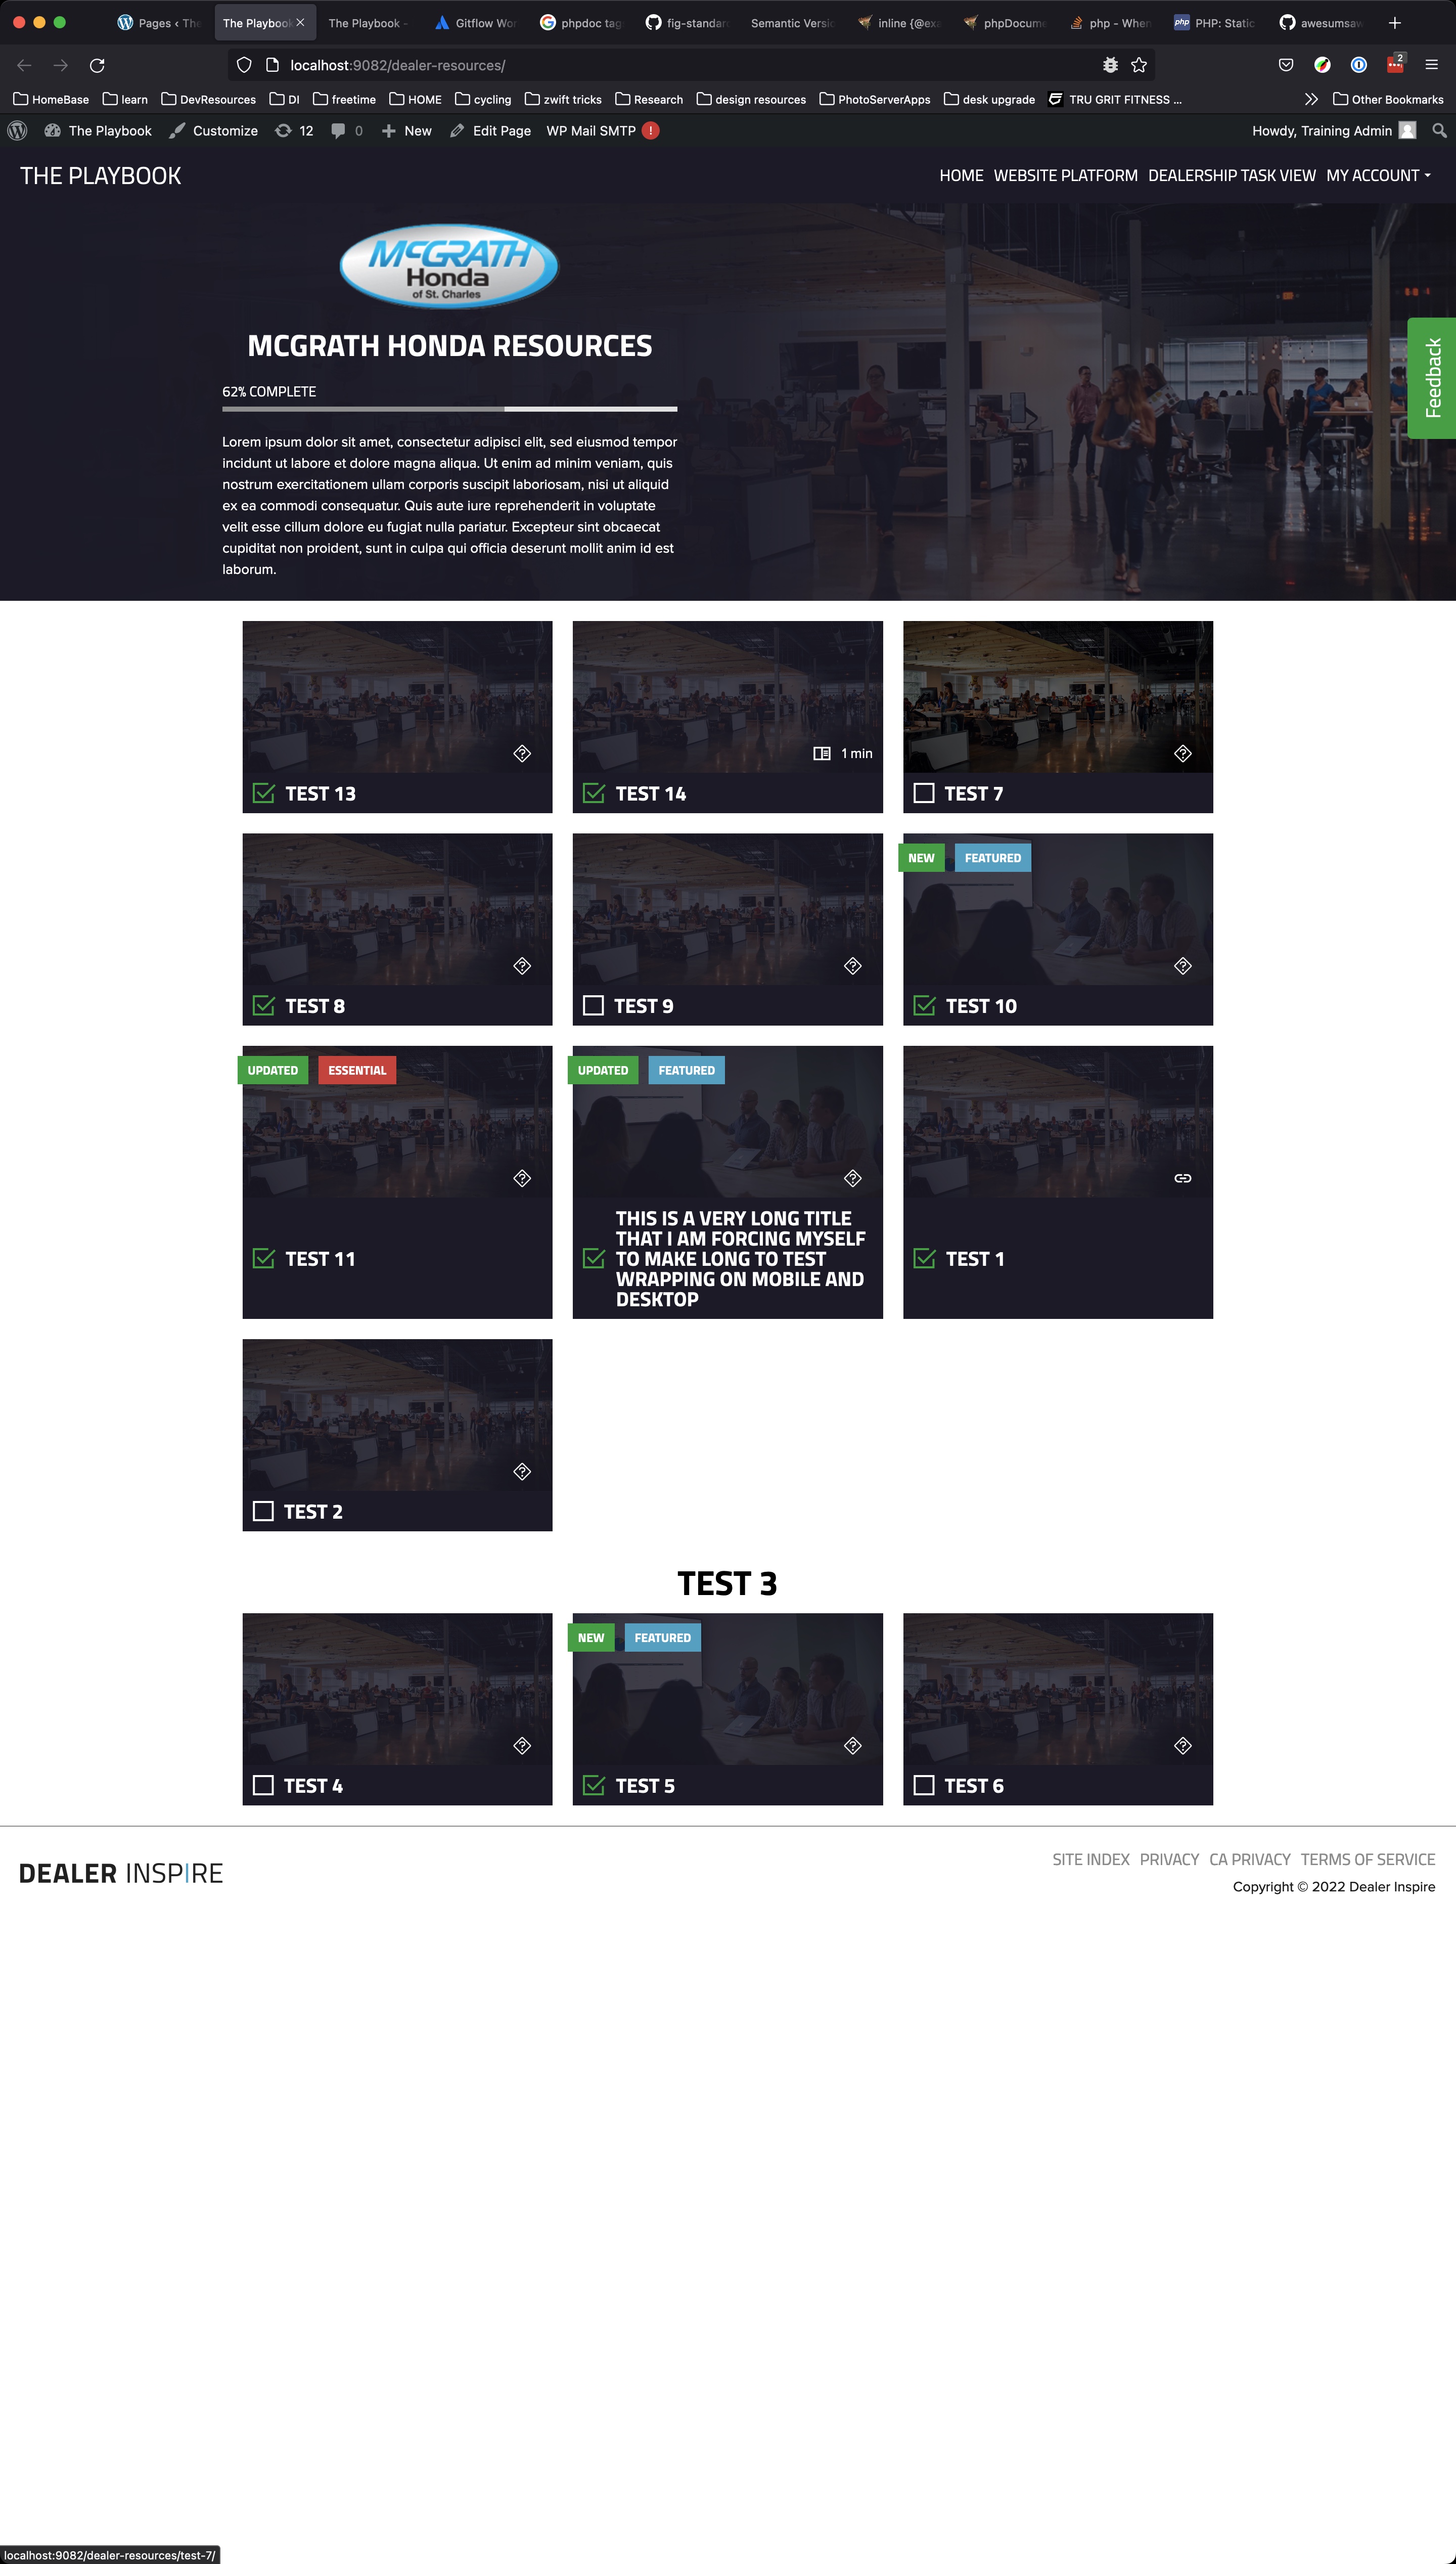 Pages ‹ The
The Playbook
The Playbook -
Gitflow Wor
phpdoc tag
fig-standar
Semantic Versi
inline {@exa
phpDocume
php - When
PHP: Static
awesumsaw
localhost:9082/dealer-resources/
2
HomeBase
learn
DevResources
DI
freetime
HOME
cycling
zwift tricks
Research
design resources
PhotoServerApps
desk upgrade
TRU GRIT FITNESS ...
Other Bookmarks
The Playbook
Customize
12
0
New
Edit Page
WP Mail SMTP !
Howdy, Training Admin
THE PLAYBOOK
HOME
WEBSITE PLATFORM
DEALERSHIP TASK VIEW
MY ACCOUNT
MCGRATH
Honda
of St. Charles
MCGRATH HONDA RESOURCES
62% COMPLETE
Lorem ipsum dolor sit amet, consectetur adipisci elit, sed eiusmod tempor
incidunt ut labore et dolore magna aliqua. Ut enim ad minim veniam, quis
nostrum exercitationem ullam corporis suscipit laboriosam, nisi ut aliquid
ex ea commodi consequatur. Quis aute iure reprehenderit in voluptate
velit esse cillum dolore eu fugiat nulla pariatur. Excepteur sint obcaecat
cupiditat non proident, sunt in culpa qui officia deserunt mollit anim id est
laborum.
Feedback
TEST 13
1 min
TEST 14
TEST 7
TEST 8
TEST 9
NEW
FEATURED
TEST 10
UPDATED
ESSENTIAL
TEST 11
UPDATED
FEATURED
THIS IS A VERY LONG TITLE
THAT I AM FORCING MYSELF
TO MAKE LONG TO TEST
WRAPPING ON MOBILE AND
DESKTOP
TEST 1
TEST 2
TEST 3
TEST 4
NEW
FEATURED
TEST 5
TEST 6
DEALER INSPIRE
SITE INDEX
PRIVACY
CA PRIVACY
TERMS OF SERVICE
Copyright © 2022 Dealer Inspire
localhost:9082/dealer-resources/test-7/